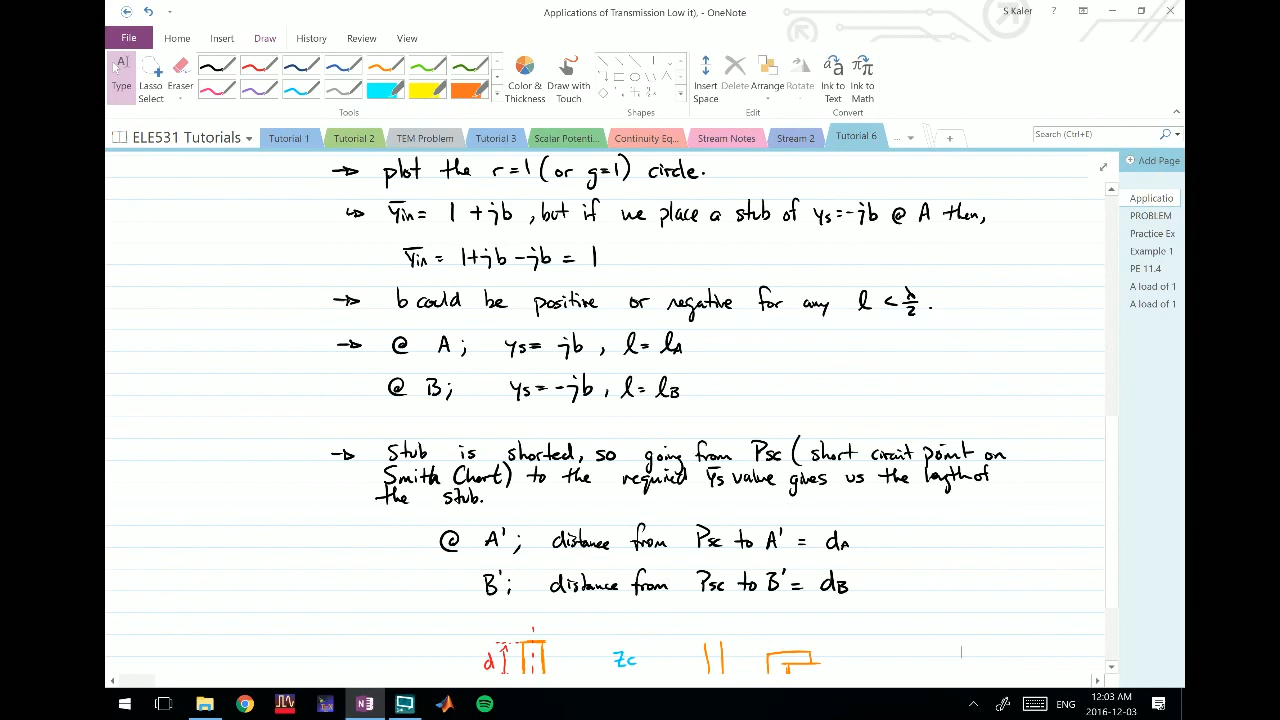 Applications of Transmission Low it), - OneNote
S Kaler
File Home Insert Draw History Review View
Type
Lasso Select
Eraser
Color & Thickness
Draw with Touch
Insert Space
Delete
Arrange
Rotate
Ink to Text
Ink to Math
Tools
Shapes
Edit
Convert
ELE531 Tutorials
Tutorial 1
Tutorial 2
TEM Problem
Tutorial 3
Scalar Potenti...
Continuity Eq...
Stream Notes
Stream 2
Tutorial 6
...
Search (Ctrl+E)
Add Page
Applicatio
PROBLEM
Practice Ex
Example 1
PE 11.4
A load of 1
A load of 1
→ plot the r=1 (or g=1) circle.
↳ y̅in = 1 + jb , but if we place a stub of ys=-jb @ A then,
y̅in = 1+jb-jb = 1
→ b could be positive or negative for any l < λ/2 .
→ @ A; ys= jb , l= lA
@ B; ys= -jb , l= lB
→ Stub is shorted, so going from Psc (short circuit point on
Smith Chart) to the required y̅s value gives us the length of
the stub.
@ A'; distance from Psc to A' = dA
B'; distance from Psc to B' = dB
d
Zc
ENG
12:03 AM
2016-12-03